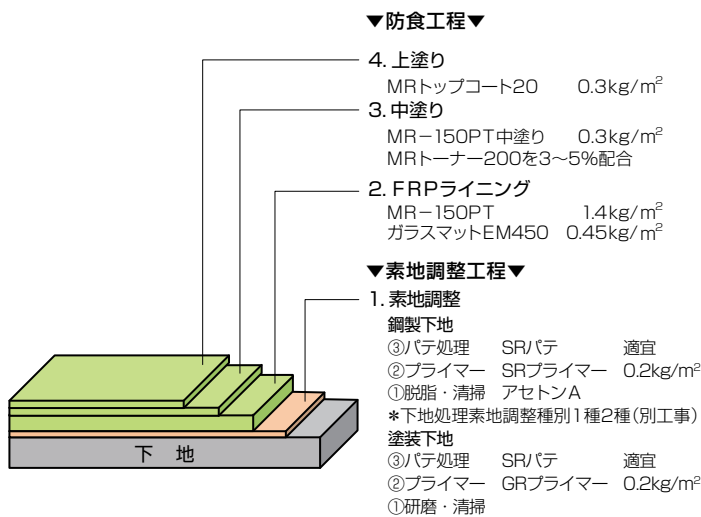 ▼防食工程▼
4. 上塗り
MRトップコート20 0.3kg/m²
3. 中塗り
MR−150PT中塗り 0.3kg/m²
MRトーナー200を3〜5%配合
2. FRPライニング
MR−150PT 1.4kg/m²
ガラスマットEM450 0.45kg/m²
▼素地調整工程▼
1. 素地調整
鋼製下地
③パテ処理 SRパテ 適宜
②プライマー SRプライマー 0.2kg/m²
①脱脂・清掃 アセトンA
*下地処理素地調整種別1種2種(別工事)
塗装下地
③パテ処理 SRパテ 適宜
②プライマー GRプライマー 0.2kg/m²
①研磨・清掃
下 地